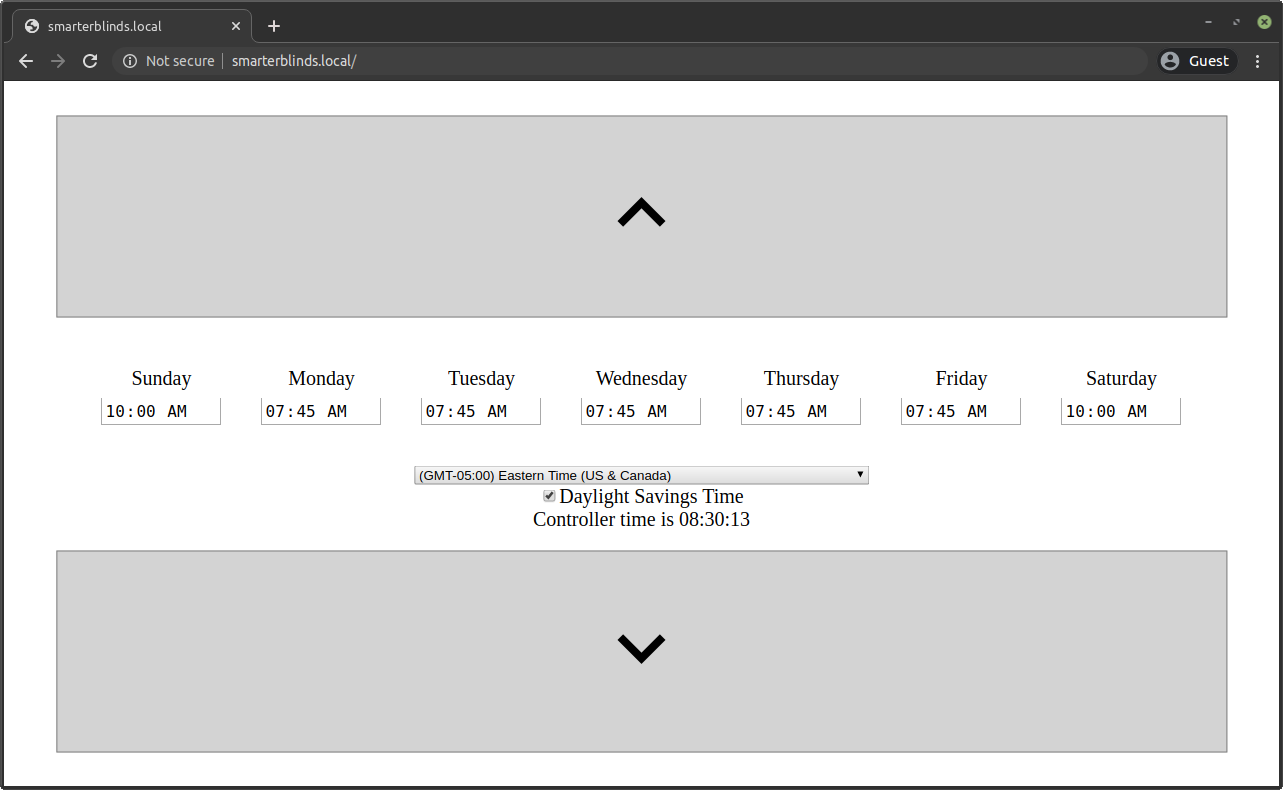 smarterblinds.local
Not secure | smarterblinds.local/ Guest
Sunday Monday Tuesday Wednesday Thursday Friday Saturday
10:00 AM 07:45 AM 07:45 AM 07:45 AM 07:45 AM 07:45 AM 10:00 AM
(GMT-05:00) Eastern Time (US & Canada)
Daylight Savings Time
Controller time is 08:30:13